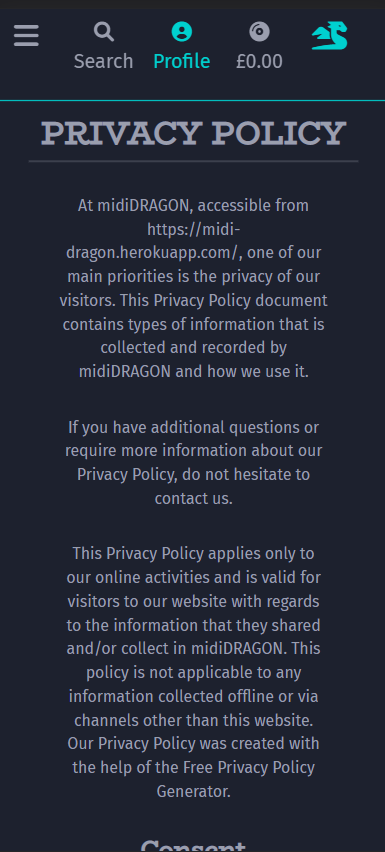 Search Profile £0.00
PRIVACY POLICY
At midiDRAGON, accessible from
https://midi-
dragon.herokuapp.com/, one of our
main priorities is the privacy of our
visitors. This Privacy Policy document
contains types of information that is
collected and recorded by
midiDRAGON and how we use it.
If you have additional questions or
require more information about our
Privacy Policy, do not hesitate to
contact us.
This Privacy Policy applies only to
our online activities and is valid for
visitors to our website with regards
to the information that they shared
and/or collect in midiDRAGON. This
policy is not applicable to any
information collected offline or via
channels other than this website.
Our Privacy Policy was created with
the help of the Free Privacy Policy
Generator.
Consent